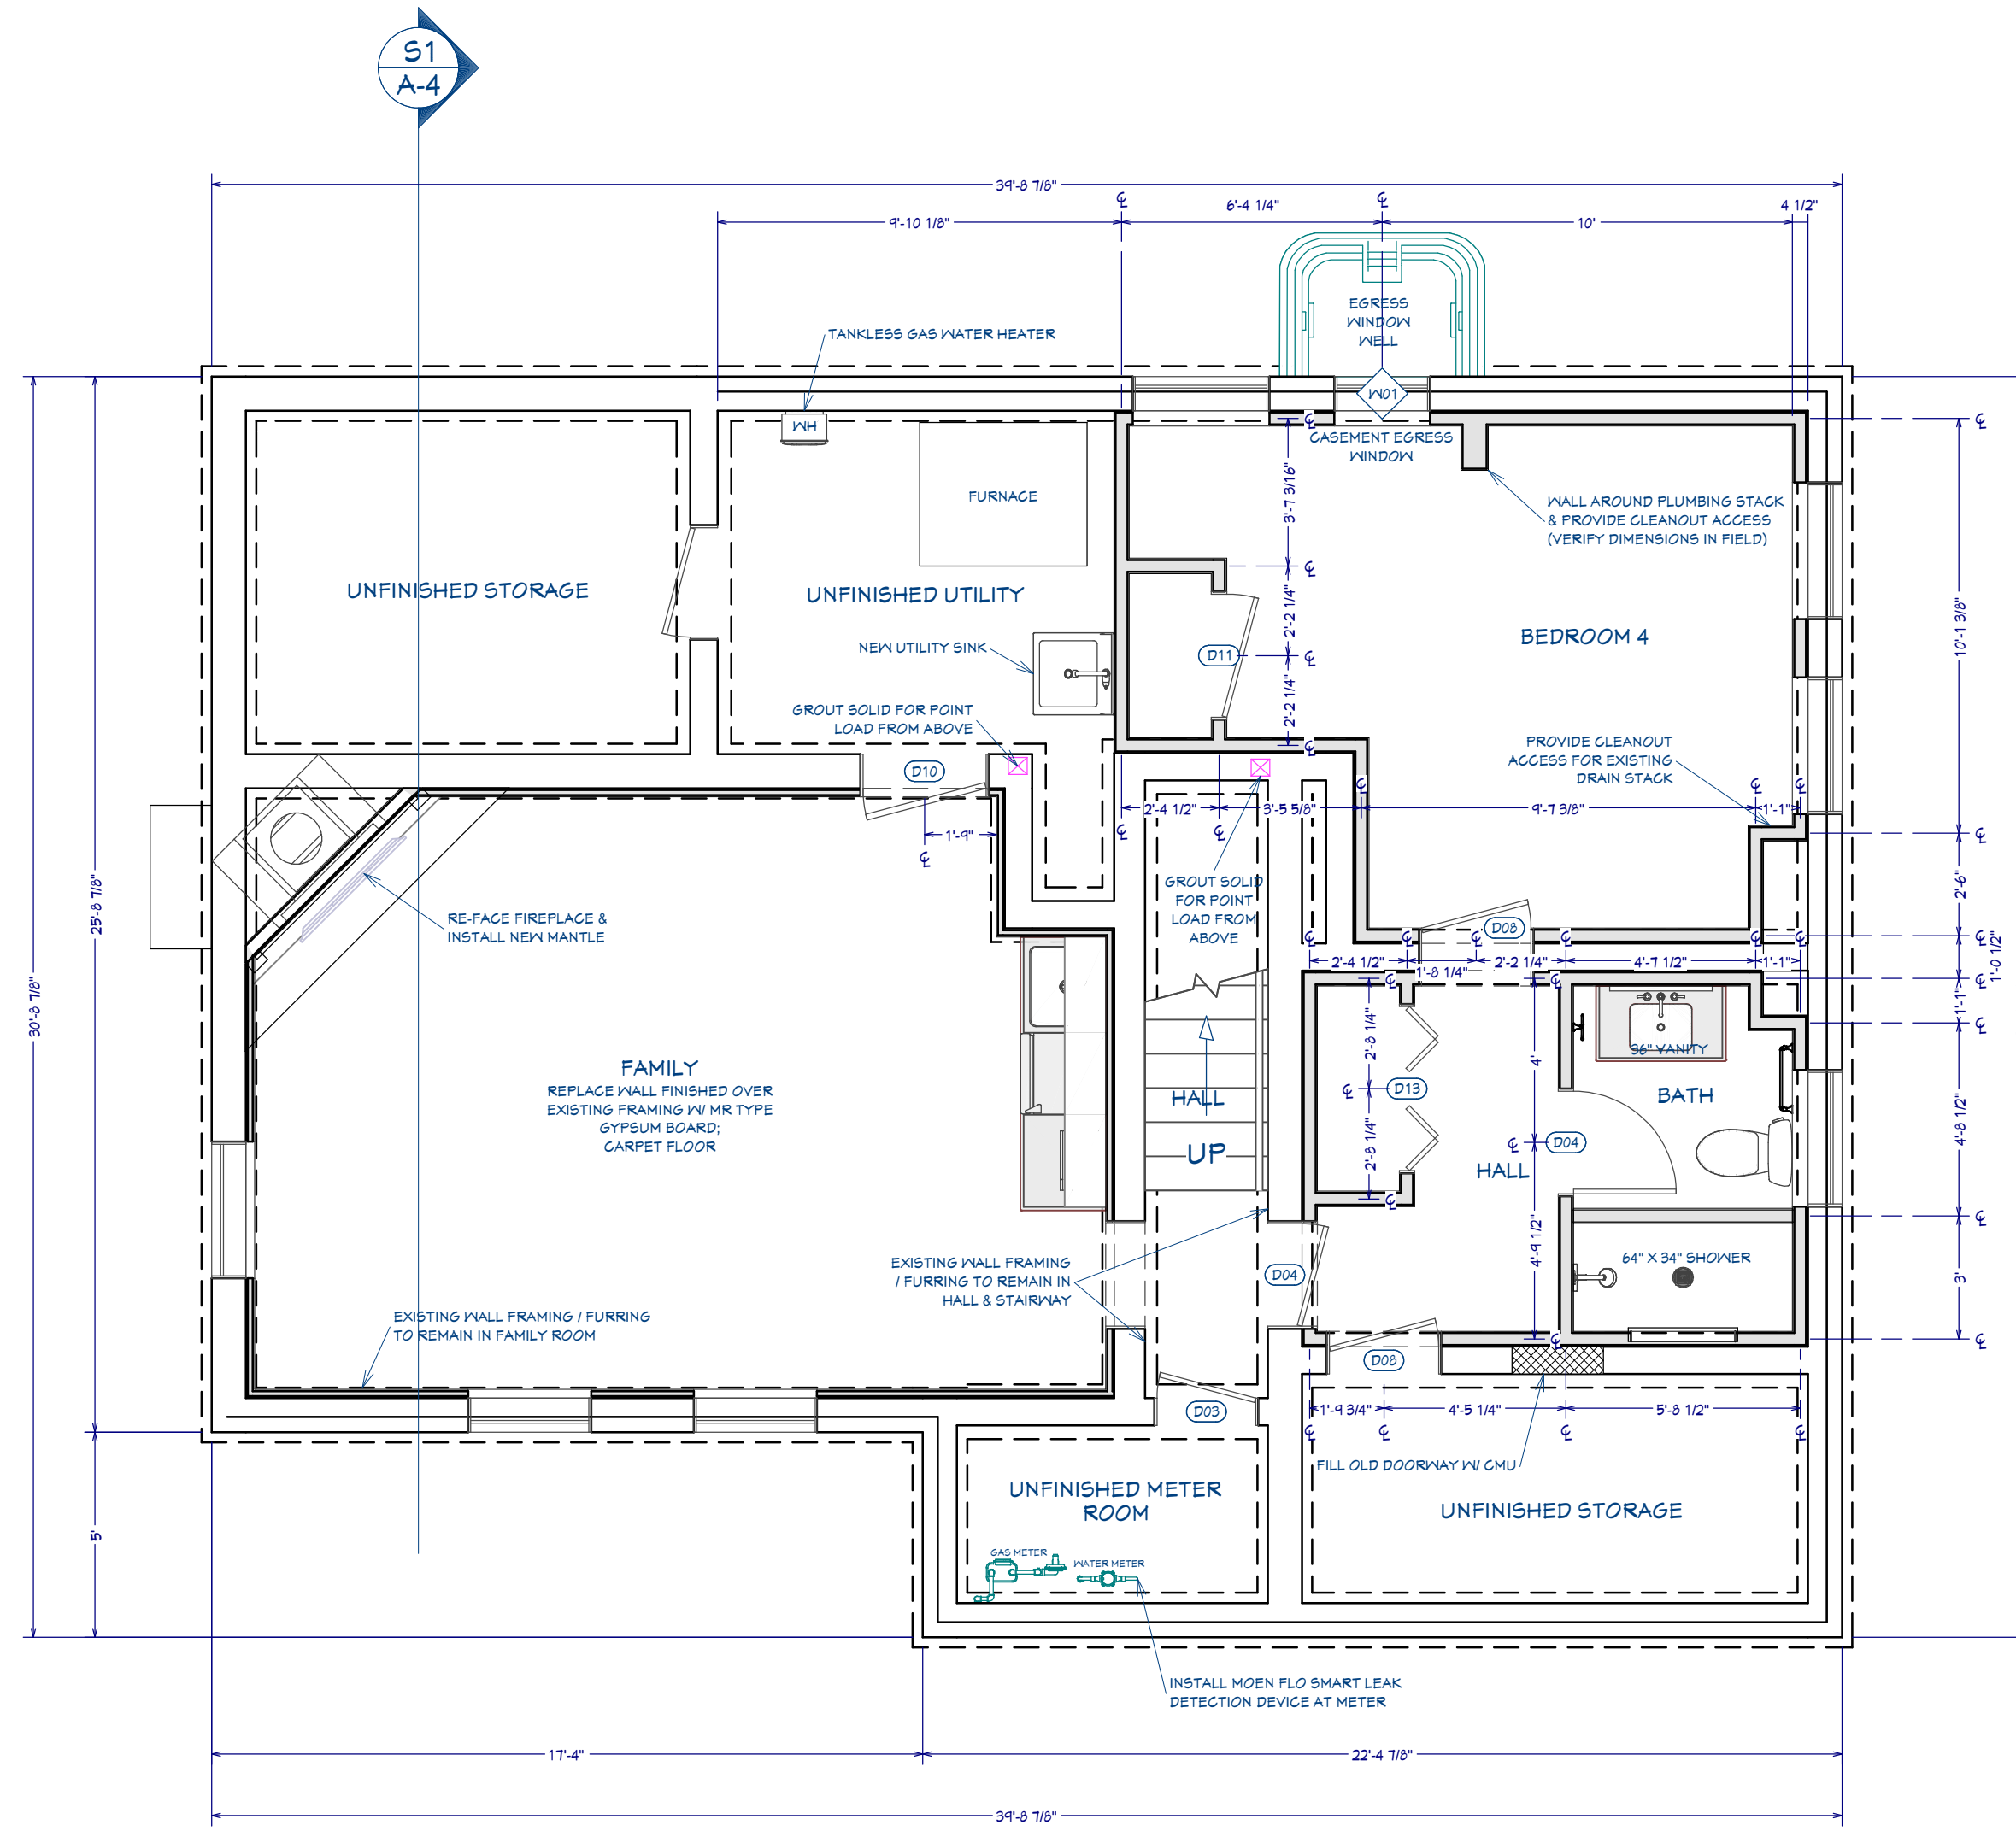 S1
A-4
39'-8 7/8"
9'-10 1/8"
6'-4 1/4"
10'
4 1/2"
EGRESS
WINDOW
WELL
TANKLESS GAS WATER HEATER
WH
W01
CASEMENT EGRESS
WINDOW
FURNACE
3'-7 3/16"
WALL AROUND PLUMBING STACK
& PROVIDE CLEANOUT ACCESS
(VERIFY DIMENSIONS IN FIELD)
UNFINISHED STORAGE
UNFINISHED UTILITY
2'-2 1/4"
BEDROOM 4
10'-1 3/8"
NEW UTILITY SINK
D11
2'-2 1/4"
GROUT SOLID FOR POINT
LOAD FROM ABOVE
PROVIDE CLEANOUT
ACCESS FOR EXISTING
DRAIN STACK
D10
2'-4 1/2"
3'-5 5/8"
9'-7 3/8"
1'-1"
1'-9"
GROUT SOLID
FOR POINT
LOAD FROM
ABOVE
2'-6"
25'-8 7/8"
30'-8 7/8"
RE-FACE FIREPLACE &
INSTALL NEW MANTLE
D08
2'-4 1/2"
1'-8 1/4"
2'-2 1/4"
4'-7 1/2"
1'-1"
1'-0 1/2"
1'-1"
2'-8 1/4"
4'
36" VANITY
FAMILY
REPLACE WALL FINISHED OVER
EXISTING FRAMING W/ MR TYPE
GYPSUM BOARD;
CARPET FLOOR
HALL
UP
D13
2'-8 1/4"
BATH
D04
HALL
4'-8 1/2"
4'-9 1/2"
EXISTING WALL FRAMING
/ FURRING TO REMAIN IN
HALL & STAIRWAY
D04
64" X 34" SHOWER
3'
EXISTING WALL FRAMING / FURRING
TO REMAIN IN FAMILY ROOM
D08
D03
1'-9 3/4"
4'-5 1/4"
5'-8 1/2"
FILL OLD DOORWAY W/ CMU
5'
UNFINISHED METER
ROOM
UNFINISHED STORAGE
GAS METER
WATER METER
INSTALL MOEN FLO SMART LEAK
DETECTION DEVICE AT METER
17'-4"
22'-4 7/8"
39'-8 7/8"